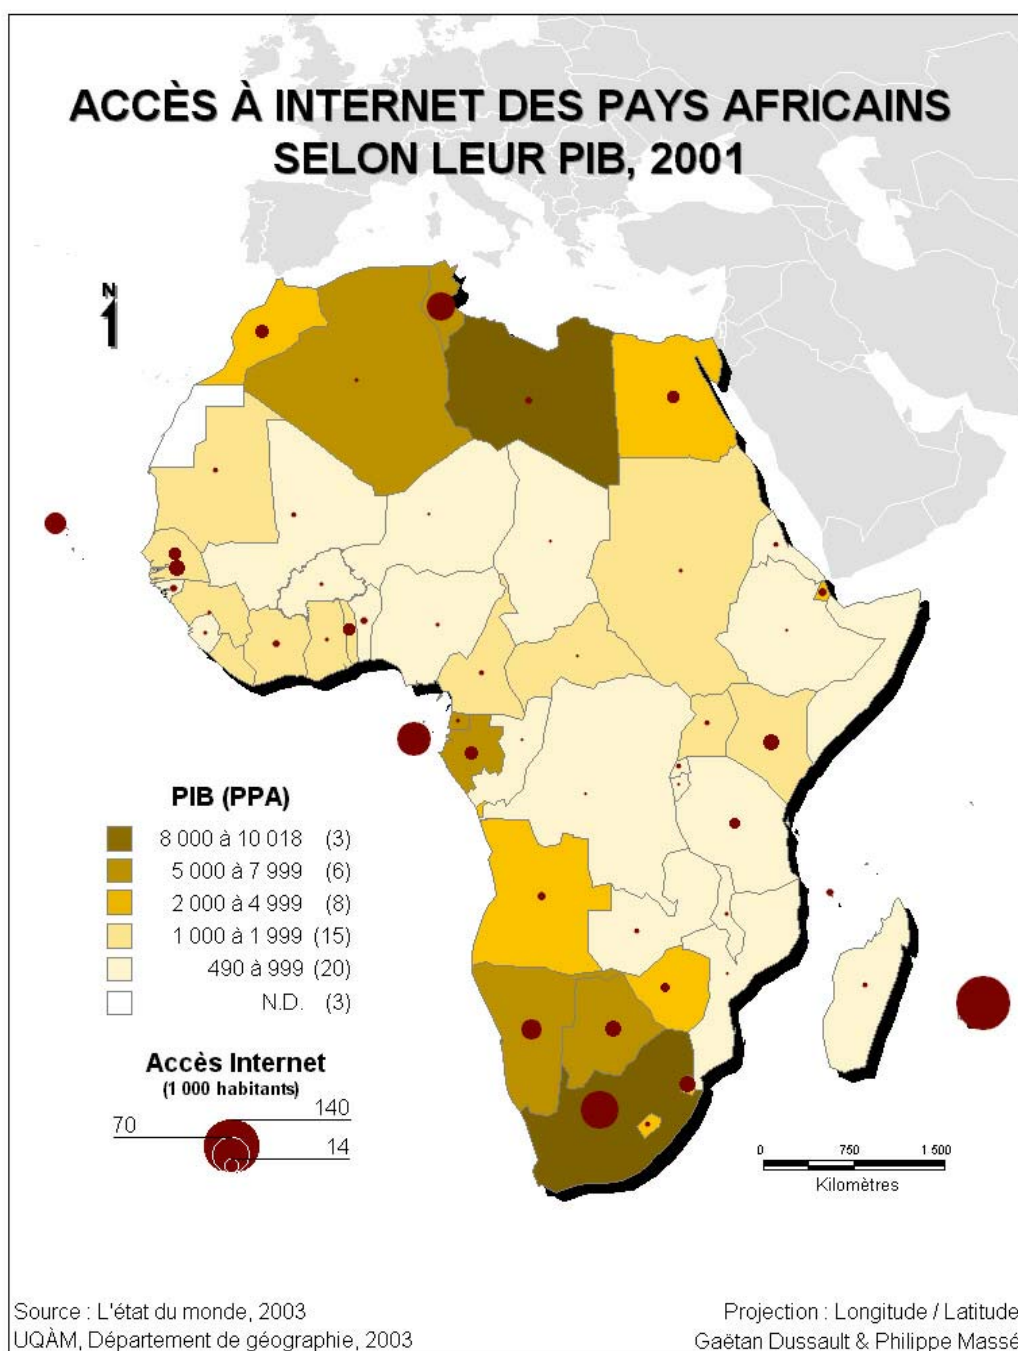 ACCÈS À INTERNET DES PAYS AFRICAINS
SELON LEUR PIB, 2001
N
PIB (PPA)
8 000 à 10 018 (3)
5 000 à 7 999 (6)
2 000 à 4 999 (8)
1 000 à 1 999 (15)
490 à 999 (20)
N.D. (3)
Accès Internet
(1 000 habitants)
140
70
14
0 750 1 500
Kilomètres
Source : L'état du monde, 2003
UQÀM, Département de géographie, 2003
Projection : Longitude / Latitude
Gaëtan Dussault & Philippe Massé